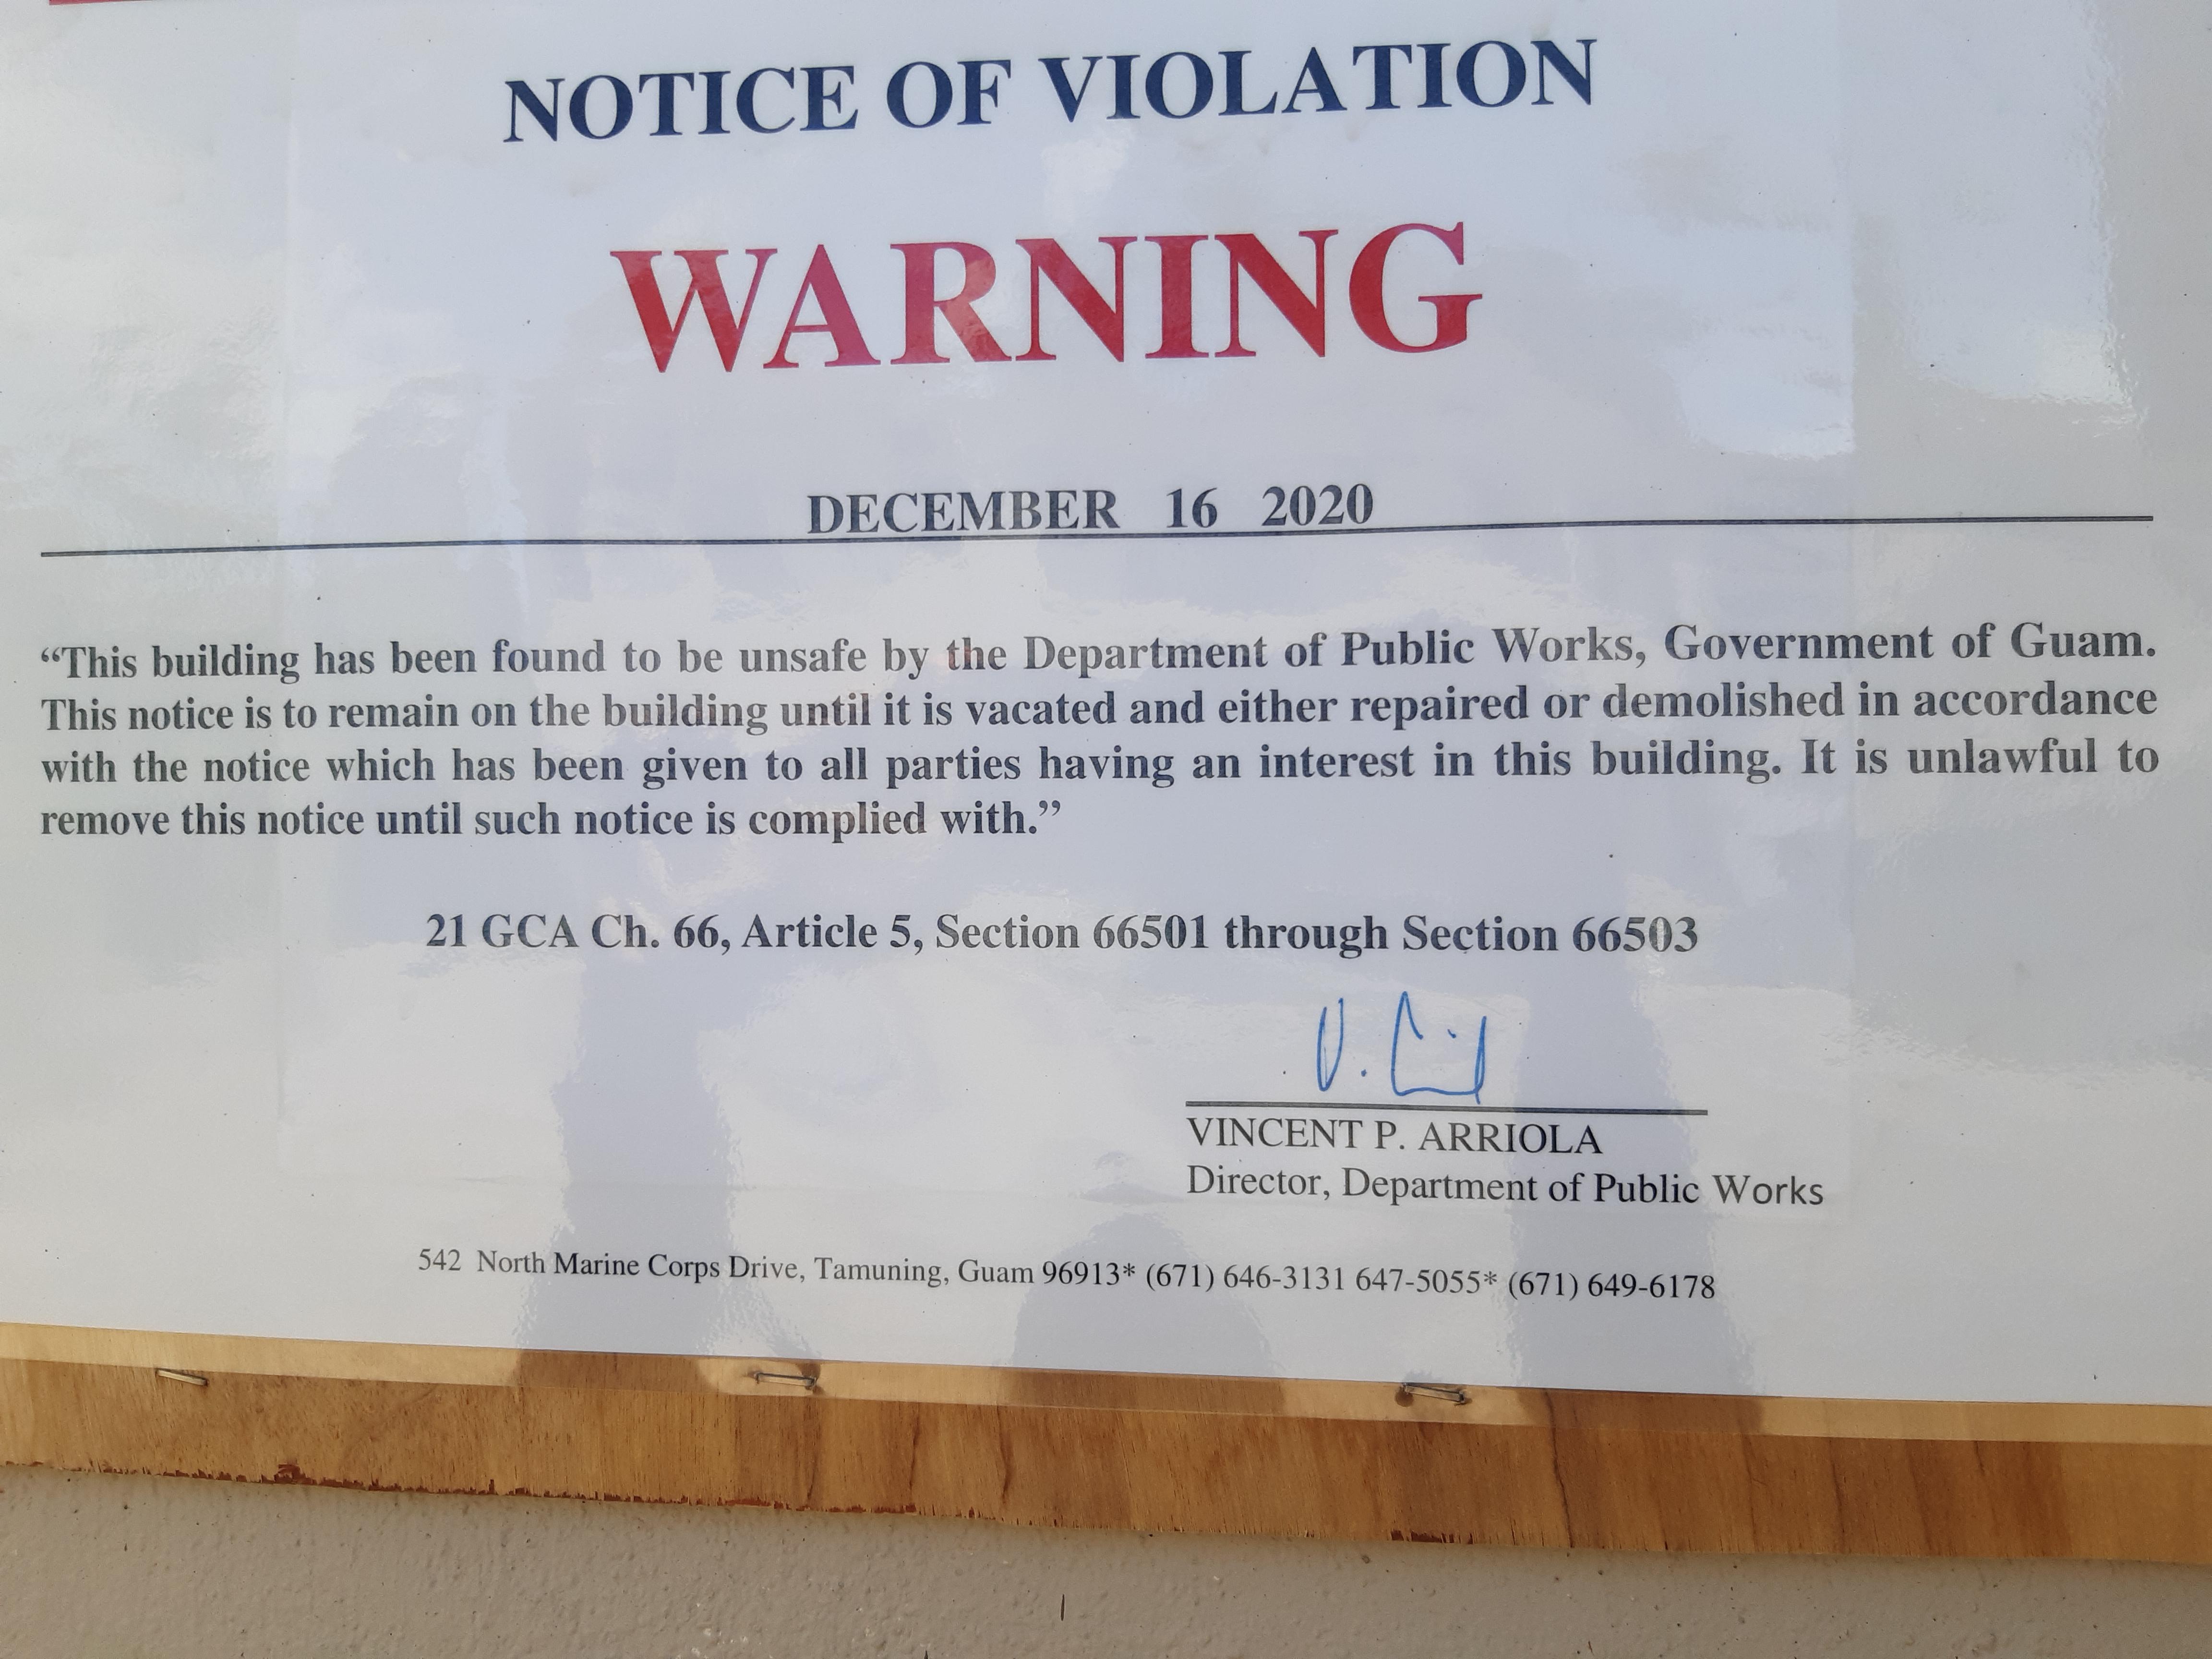 NOTICE OF VIOLATION
WARNING
DECEMBER 16 2020
“This building has been found to be unsafe by the Department of Public Works, Government of Guam.
This notice is to remain on the building until it is vacated and either repaired or demolished in accordance
with the notice which has been given to all parties having an interest in this building. It is unlawful to
remove this notice until such notice is complied with.”
21 GCA Ch. 66, Article 5, Section 66501 through Section 66503
VINCENT P. ARRIOLA
Director, Department of Public Works
542 North Marine Corps Drive, Tamuning, Guam 96913* (671) 646-3131 647-5055* (671) 649-6178